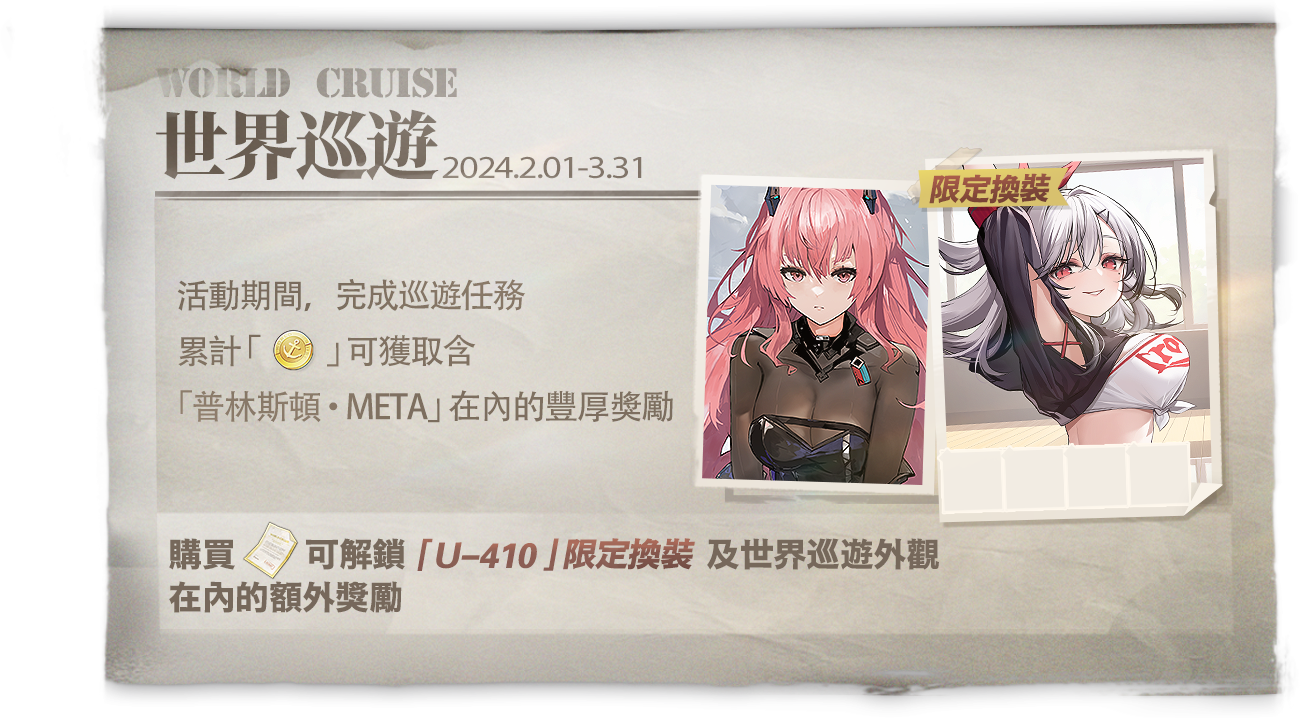 WORLD CRUISE
世界巡遊 2024.2.01-3.31
限定換裝
活動期間，完成巡遊任務
累計「 」可獲取含
「普林斯頓・META」在內的豐厚獎勵
購買 可解鎖「U-410」限定換裝 及世界巡遊外觀
在內的額外獎勵